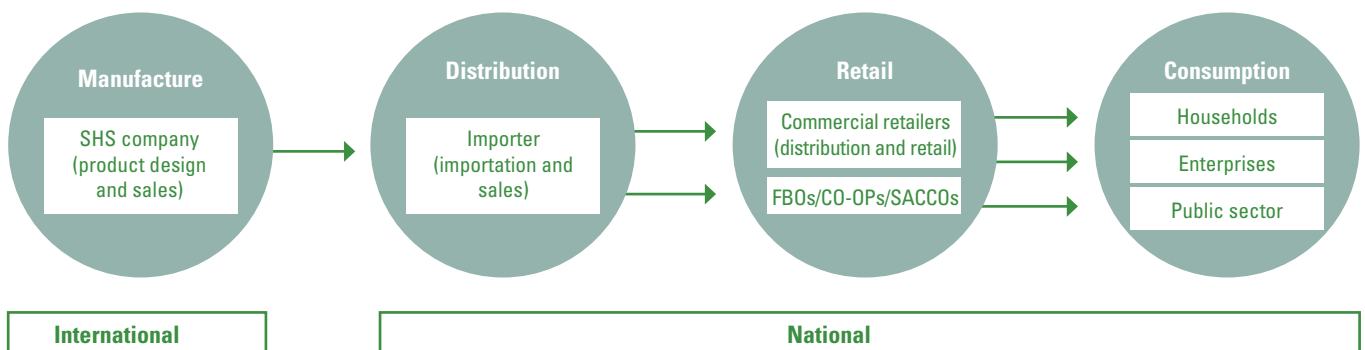 Manufacture
SHS company
(product design
and sales)
Distribution
Importer
(importation and
sales)
Retail
Commercial retailers
(distribution and retail)
FBOs/CO-OPs/SACCOs
Consumption
Households
Enterprises
Public sector
International
National